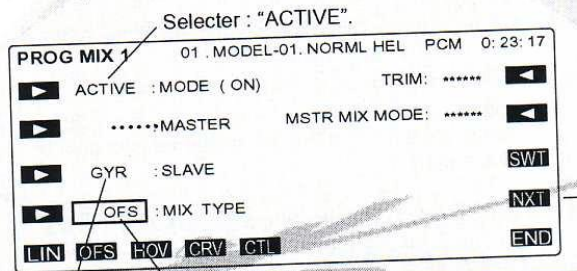 Selecter : "ACTIVE".
PROG MIX 1 01 . MODEL-01. NORML HEL PCM 0: 23: 17
ACTIVE : MODE ( ON) TRIM: ******
••••••MASTER MSTR MIX MODE: ******
GYR : SLAVE SWT
OFS : MIX TYPE NXT
LIN OFS HOV CRV CTL END